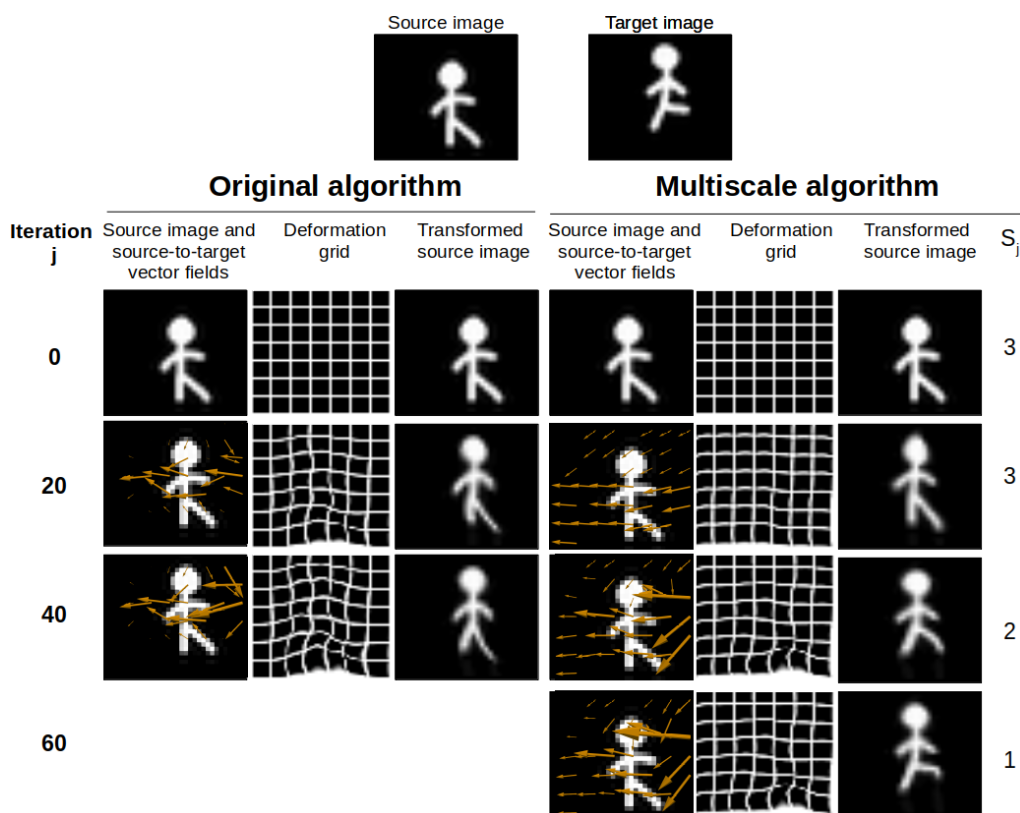 Source image
Target image
Original algorithm
Multiscale algorithm
Iteration
j
Source image and
source-to-target
vector fields
Deformation
grid
Transformed
source image
Source image and
source-to-target
vector fields
Deformation
grid
Transformed
source image
Sj
0
3
20
3
40
2
60
1